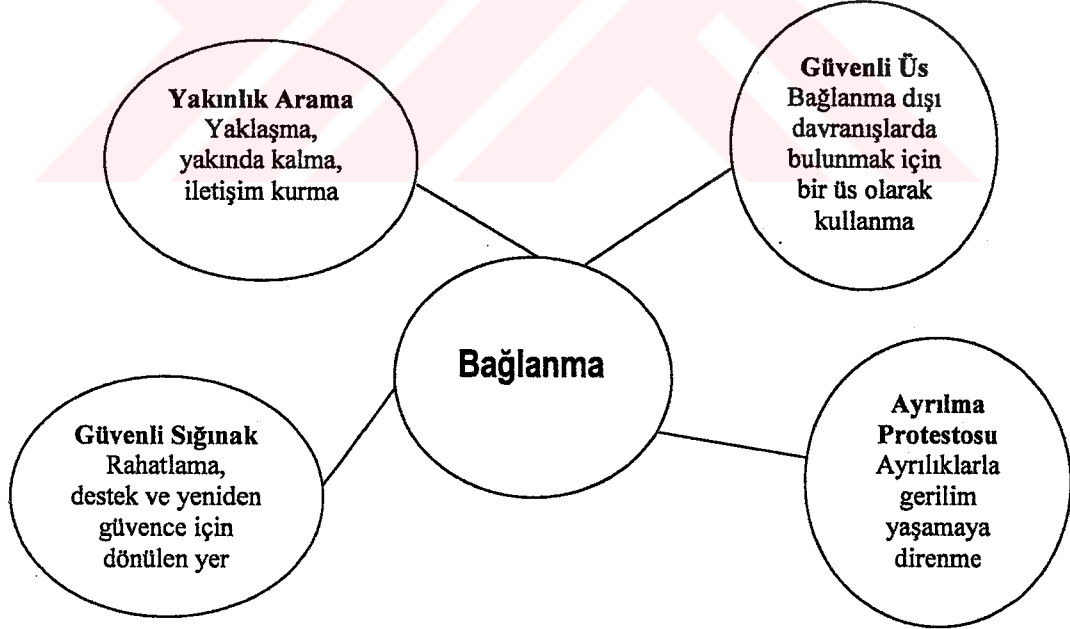 Yakınlık Arama
Yaklaşma,
yakında kalma,
iletişim kurma
Güvenli Üs
Bağlanma dışı
davranışlarda
bulunmak için
bir üs olarak
kullanma
Bağlanma
Güvenli Sığınak
Rahatlama,
destek ve yeniden
güvence için
dönülen yer
Ayrılma
Protestosu
Ayrılıklarla
gerilim
yaşamaya
direnme